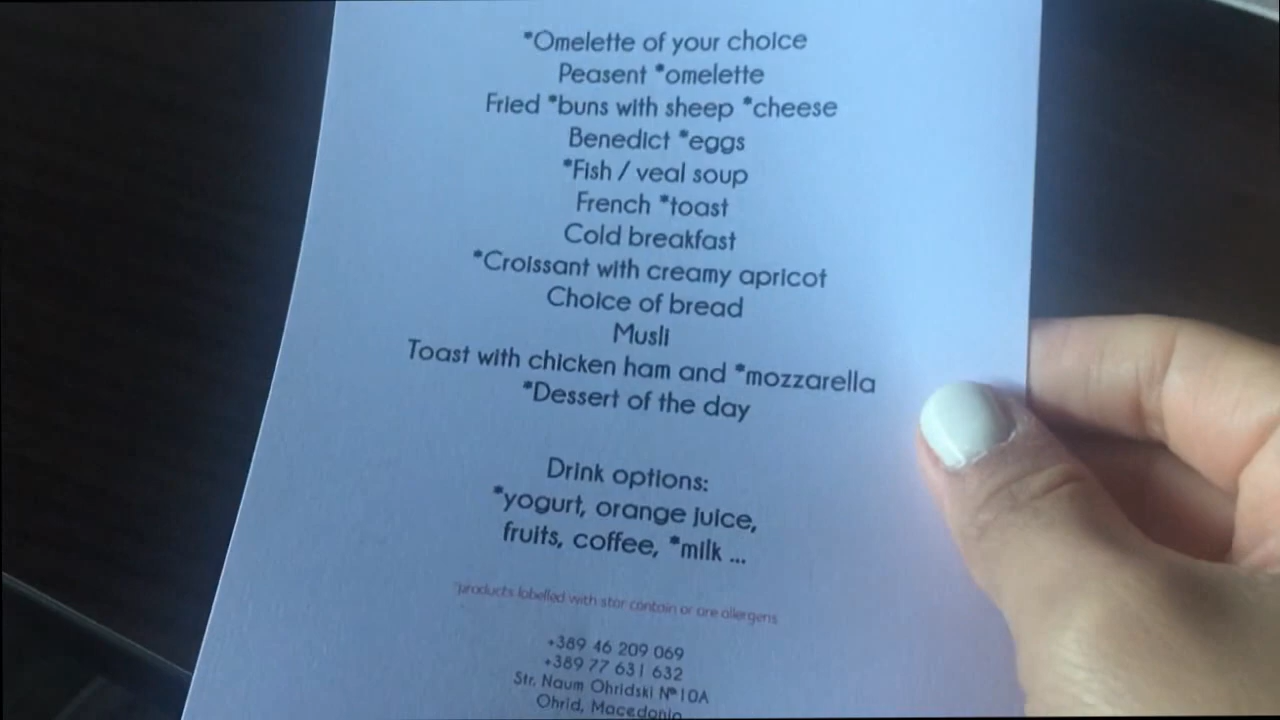 *Omelette of your choice
Peasent *omelette
Fried *buns with sheep *cheese
Benedict *eggs
*Fish / veal soup
French *toast
Cold breakfast
*Croissant with creamy apricot
Choice of bread
Musli
Toast with chicken ham and *mozzarella
*Dessert of the day
Drink options:
*yogurt, orange juice,
fruits, coffee, *milk ...
*products labelled with star contain or are allergens
+389 46 209 069
+389 77 631 632
Str. Naum Ohridski Nº10A
Ohrid, Macedonia